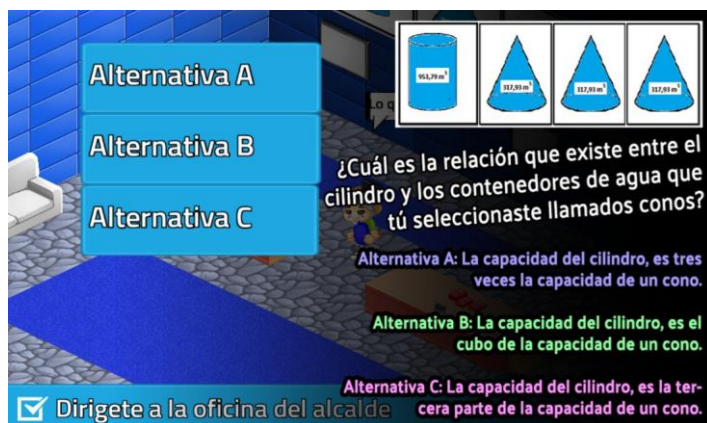 Alternativa A
Alternativa B
Alternativa C
953,79 m³
317,93 m³
317,93 m³
317,93 m³
Lo q
¿Cuál es la relación que existe entre el
cilindro y los contenedores de agua que
tú seleccionaste llamados conos?
Alternativa A: La capacidad del cilindro, es tres
veces la capacidad de un cono.
Alternativa B: La capacidad del cilindro, es el
cubo de la capacidad de un cono.
Alternativa C: La capacidad del cilindro, es la ter-
cera parte de la capacidad de un cono.
Dirigete a la oficina del alcalde